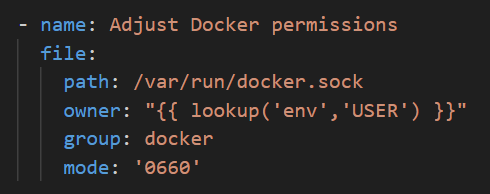 - name: Adjust Docker permissions
  file:
    path: /var/run/docker.sock
    owner: "{{ lookup('env','USER') }}"
    group: docker
    mode: '0660'